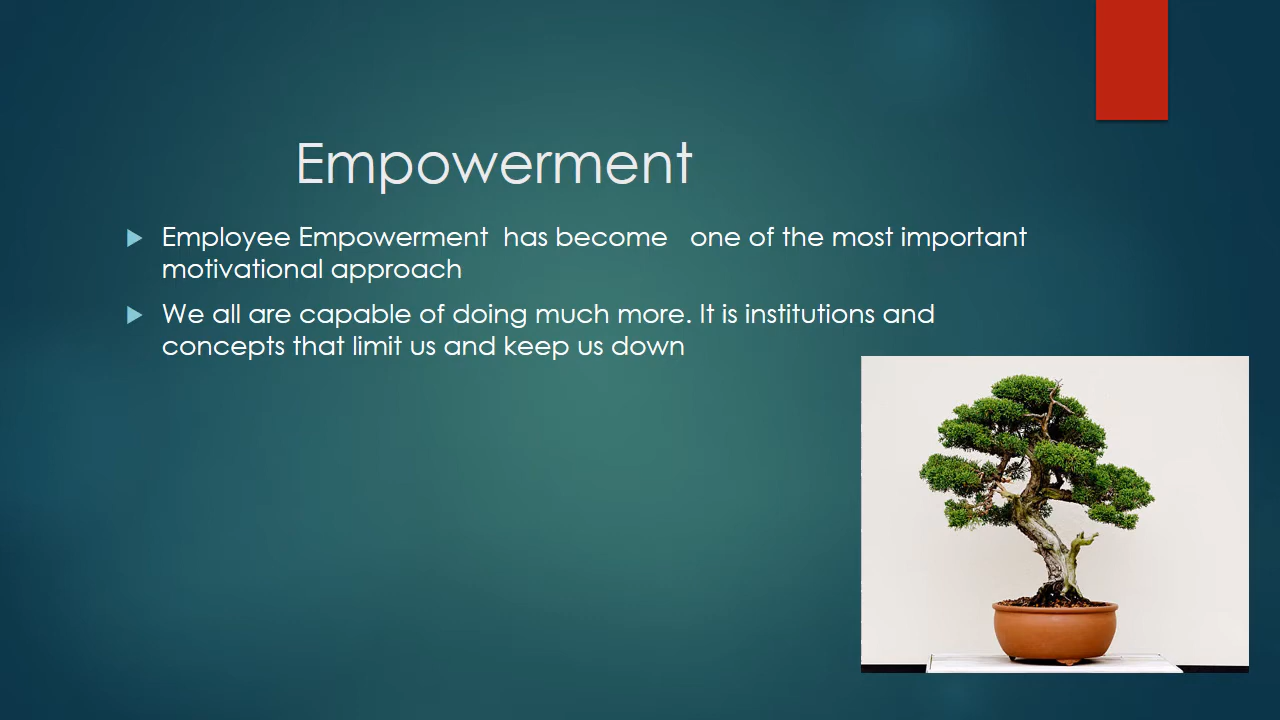 Empowerment
Employee Empowerment  has become   one of the most important
motivational approach
We all are capable of doing much more. It is institutions and
concepts that limit us and keep us down